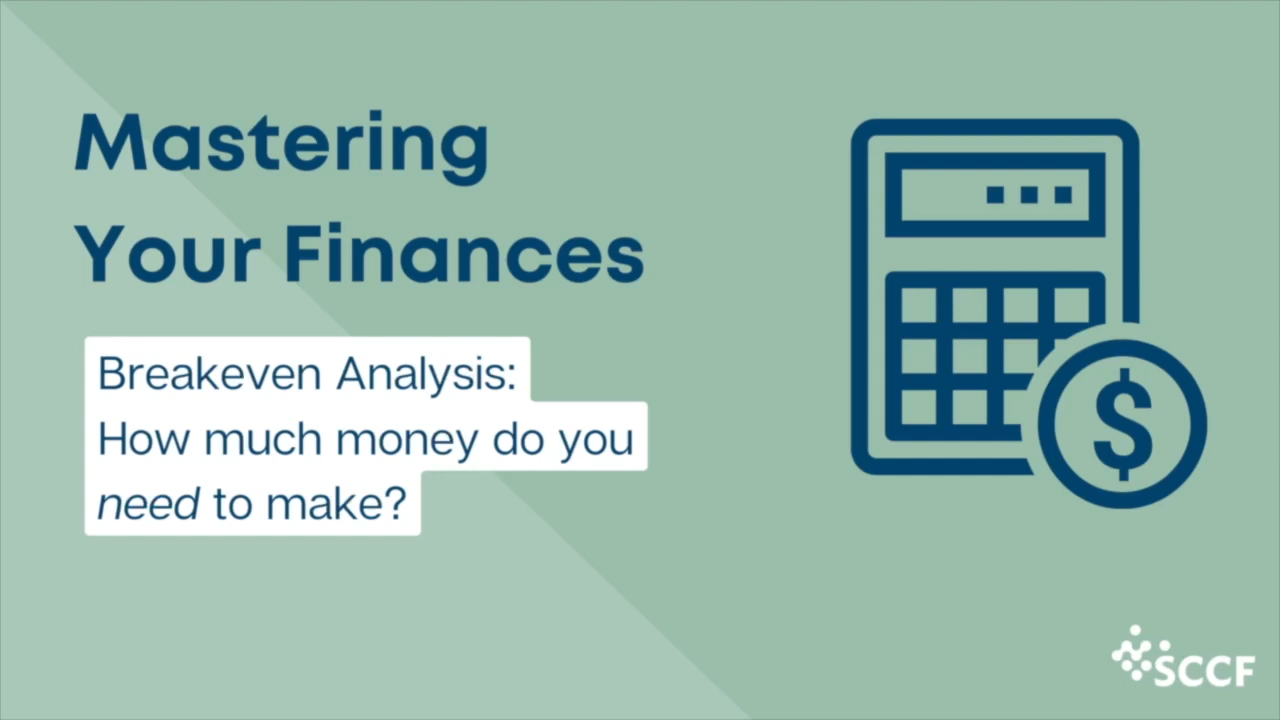 Mastering
Your Finances
Breakeven Analysis:
How much money do you
need to make?
$
SCCF